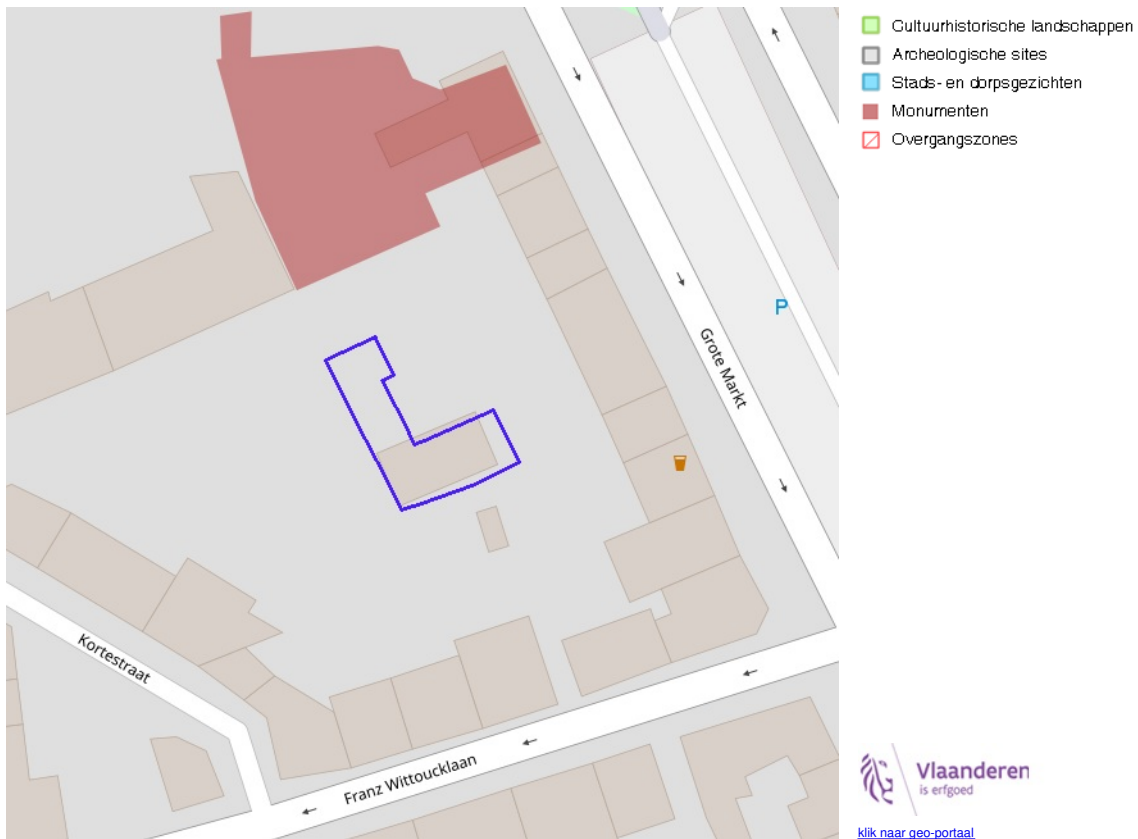 Cultuurhistorische landschappen
Archeologische sites
Stads- en dorpsgezichten
Monumenten
Overgangszones
P
Grote Markt
Kortestraat
Franz Wittoucklaan
Vlaanderen
is erfgoed
klik naar geo-portaal